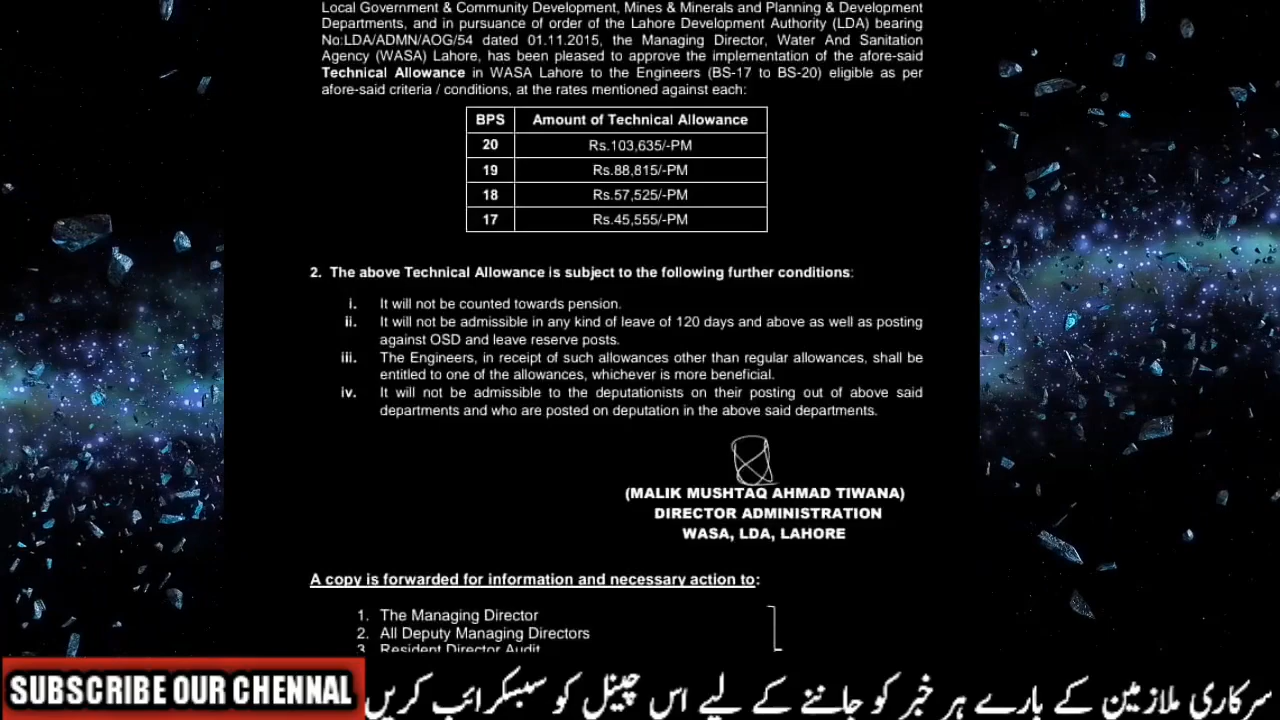 Local Government & Community Development, Mines & Minerals and Planning & Development
Departments, and in pursuance of order of the Lahore Development Authority (LDA) bearing
No:LDA/ADMN/AOG/54 dated 01.11.2015, the Managing Director, Water And Sanitation
Agency (WASA) Lahore, has been pleased to approve the implementation of the afore-said
Technical Allowance in WASA Lahore to the Engineers (BS-17 to BS-20) eligible as per
afore-said criteria / conditions, at the rates mentioned against each:
BPS Amount of Technical Allowance
20 Rs.103,635/-PM
19 Rs.88,815/-PM
18 Rs.57,525/-PM
17 Rs.45,555/-PM
2. The above Technical Allowance is subject to the following further conditions:
i. It will not be counted towards pension.
ii. It will not be admissible in any kind of leave of 120 days and above as well as posting
against OSD and leave reserve posts.
iii. The Engineers, in receipt of such allowances other than regular allowances, shall be
entitled to one of the allowances, whichever is more beneficial.
iv. It will not be admissible to the deputationists on their posting out of above said
departments and who are posted on deputation in the above said departments.
(MALIK MUSHTAQ AHMAD TIWANA)
DIRECTOR ADMINISTRATION
WASA, LDA, LAHORE
A copy is forwarded for information and necessary action to:
1. The Managing Director
2. All Deputy Managing Directors
3. Resident Director Audit
SUBSCRIBE OUR CHENNAL
سرکاری ملازمین کے بارے ہر خبر کو جاننے کے لیے اس چینل کو سبسکرائب کریں